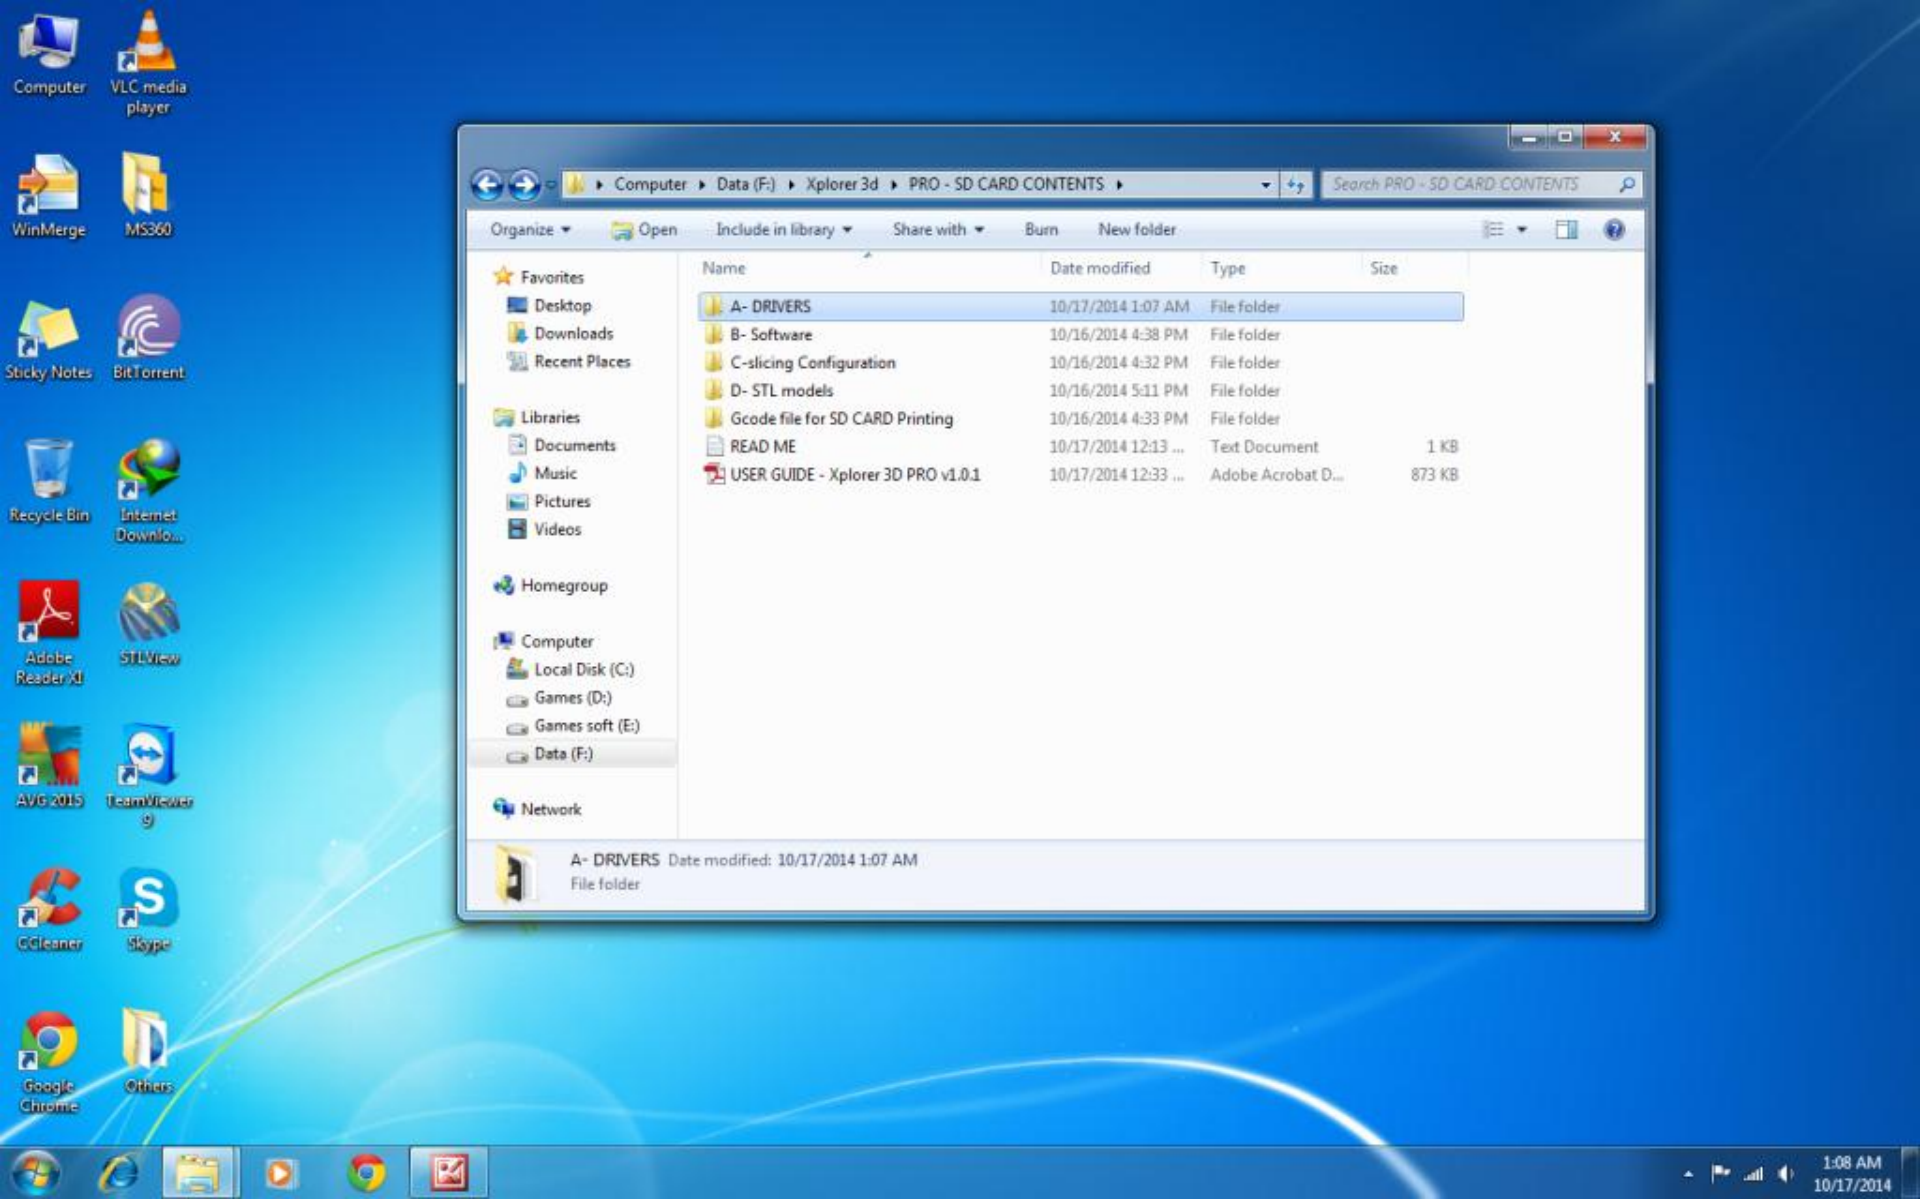 Computer
VLC media
player
WinMerge
MS360
Sticky Notes
BitTorrent
Recycle Bin
Internet
Downlo...
Adobe
Reader XI
STLView
AVG 2015
TeamViewer
9
CCleaner
Skype
Google
Chrome
Others
Computer Data (F:) Xplorer 3d PRO - SD CARD CONTENTS
Search PRO - SD CARD CONTENTS
Organize Open Include in library Share with Burn New folder
Favorites
Desktop
Downloads
Recent Places
Libraries
Documents
Music
Pictures
Videos
Homegroup
Computer
Local Disk (C:)
Games (D:)
Games soft (E:)
Data (F:)
Network
Name Date modified Type Size
A- DRIVERS 10/17/2014 1:07 AM File folder
B- Software 10/16/2014 4:38 PM File folder
C-slicing Configuration 10/16/2014 4:32 PM File folder
D- STL models 10/16/2014 5:11 PM File folder
Gcode file for SD CARD Printing 10/16/2014 4:33 PM File folder
READ ME 10/17/2014 12:13 ... Text Document 1 KB
USER GUIDE - Xplorer 3D PRO v1.0.1 10/17/2014 12:33 ... Adobe Acrobat D... 873 KB
A- DRIVERS Date modified: 10/17/2014 1:07 AM
File folder
1:08 AM
10/17/2014